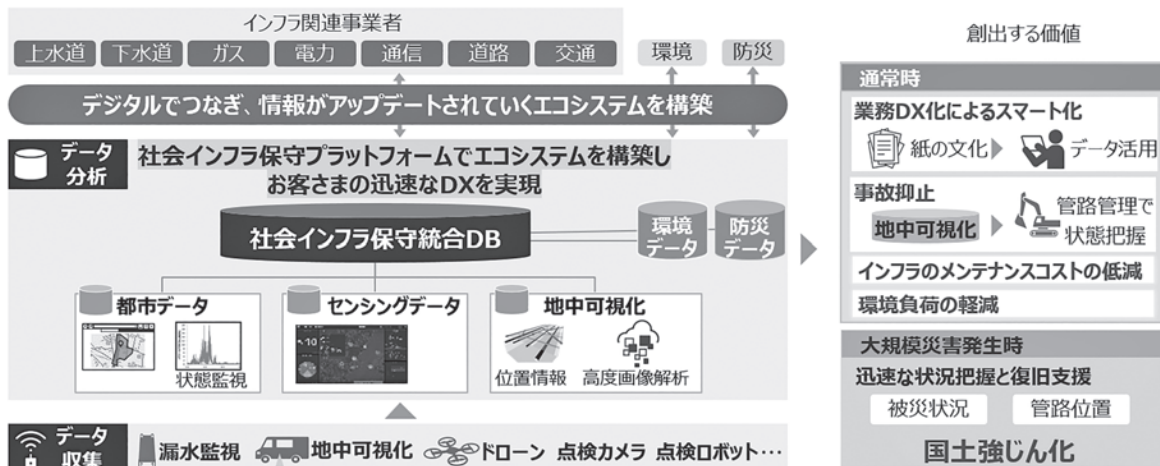 インフラ関連事業者
上水道 下水道 ガス 電力 通信 道路 交通 環境 防災
デジタルでつなぎ、情報がアップデートされていくエコシステムを構築
データ
分析
社会インフラ保守プラットフォームでエコシステムを構築し
お客さまの迅速なDXを実現
社会インフラ保守統合DB
環境
データ
防災
データ
都市データ
状態監視
センシングデータ
地中可視化
位置情報 高度画像解析
データ
収集
漏水監視 地中可視化 ドローン 点検カメラ 点検ロボット…
創出する価値
通常時
業務DX化によるスマート化
紙の文化 データ活用
事故抑止
地中可視化
管路管理で
状態把握
インフラのメンテナンスコストの低減
環境負荷の軽減
大規模災害発生時
迅速な状況把握と復旧支援
被災状況 管路位置
国土強じん化